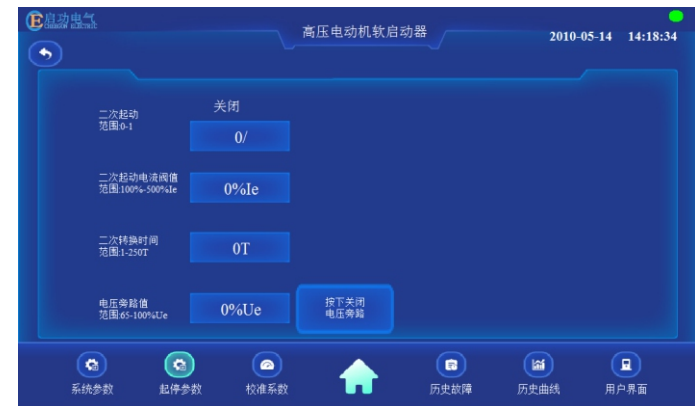 启动电气
高压电动机软启动器
2010-05-14 14:18:34
关闭
二次起动
范围:0-1
0/
二次起动电流阀值
范围:100%-500%Ie
0%Ie
二次转换时间
范围:1-250T
0T
电压旁路值
范围:65-100%Ue
0%Ue
按下关闭
电压旁路
系统参数
起停参数
校准系数
历史故障
历史曲线
用户界面